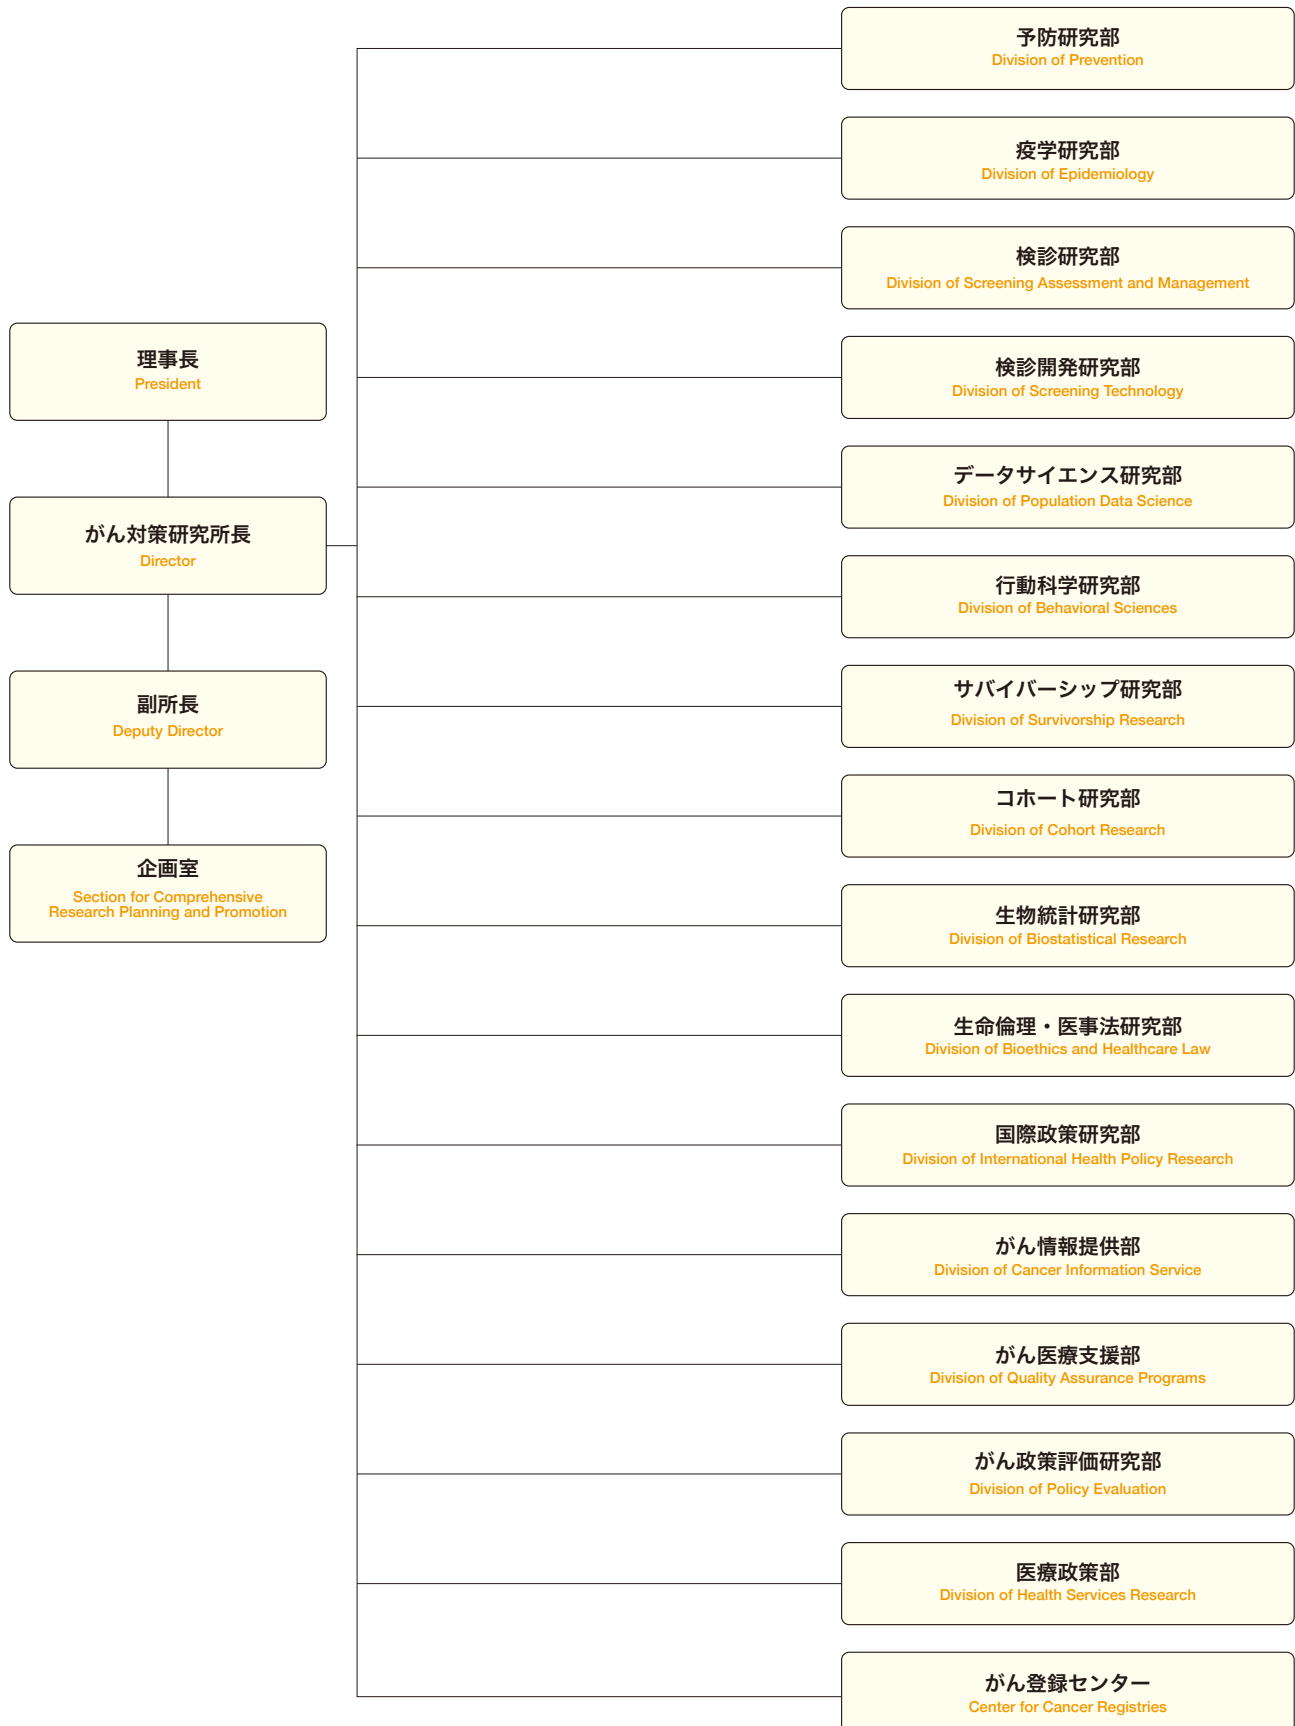 理事長
President
がん対策研究所長
Director
副所長
Deputy Director
企画室
Section for Comprehensive
Research Planning and Promotion
予防研究部
Division of Prevention
疫学研究部
Division of Epidemiology
検診研究部
Division of Screening Assessment and Management
検診開発研究部
Division of Screening Technology
データサイエンス研究部
Division of Population Data Science
行動科学研究部
Division of Behavioral Sciences
サバイバーシップ研究部
Division of Survivorship Research
コホート研究部
Division of Cohort Research
生物統計研究部
Division of Biostatistical Research
生命倫理・医事法研究部
Division of Bioethics and Healthcare Law
国際政策研究部
Division of International Health Policy Research
がん情報提供部
Division of Cancer Information Service
がん医療支援部
Division of Quality Assurance Programs
がん政策評価研究部
Division of Policy Evaluation
医療政策部
Division of Health Services Research
がん登録センター
Center for Cancer Registries